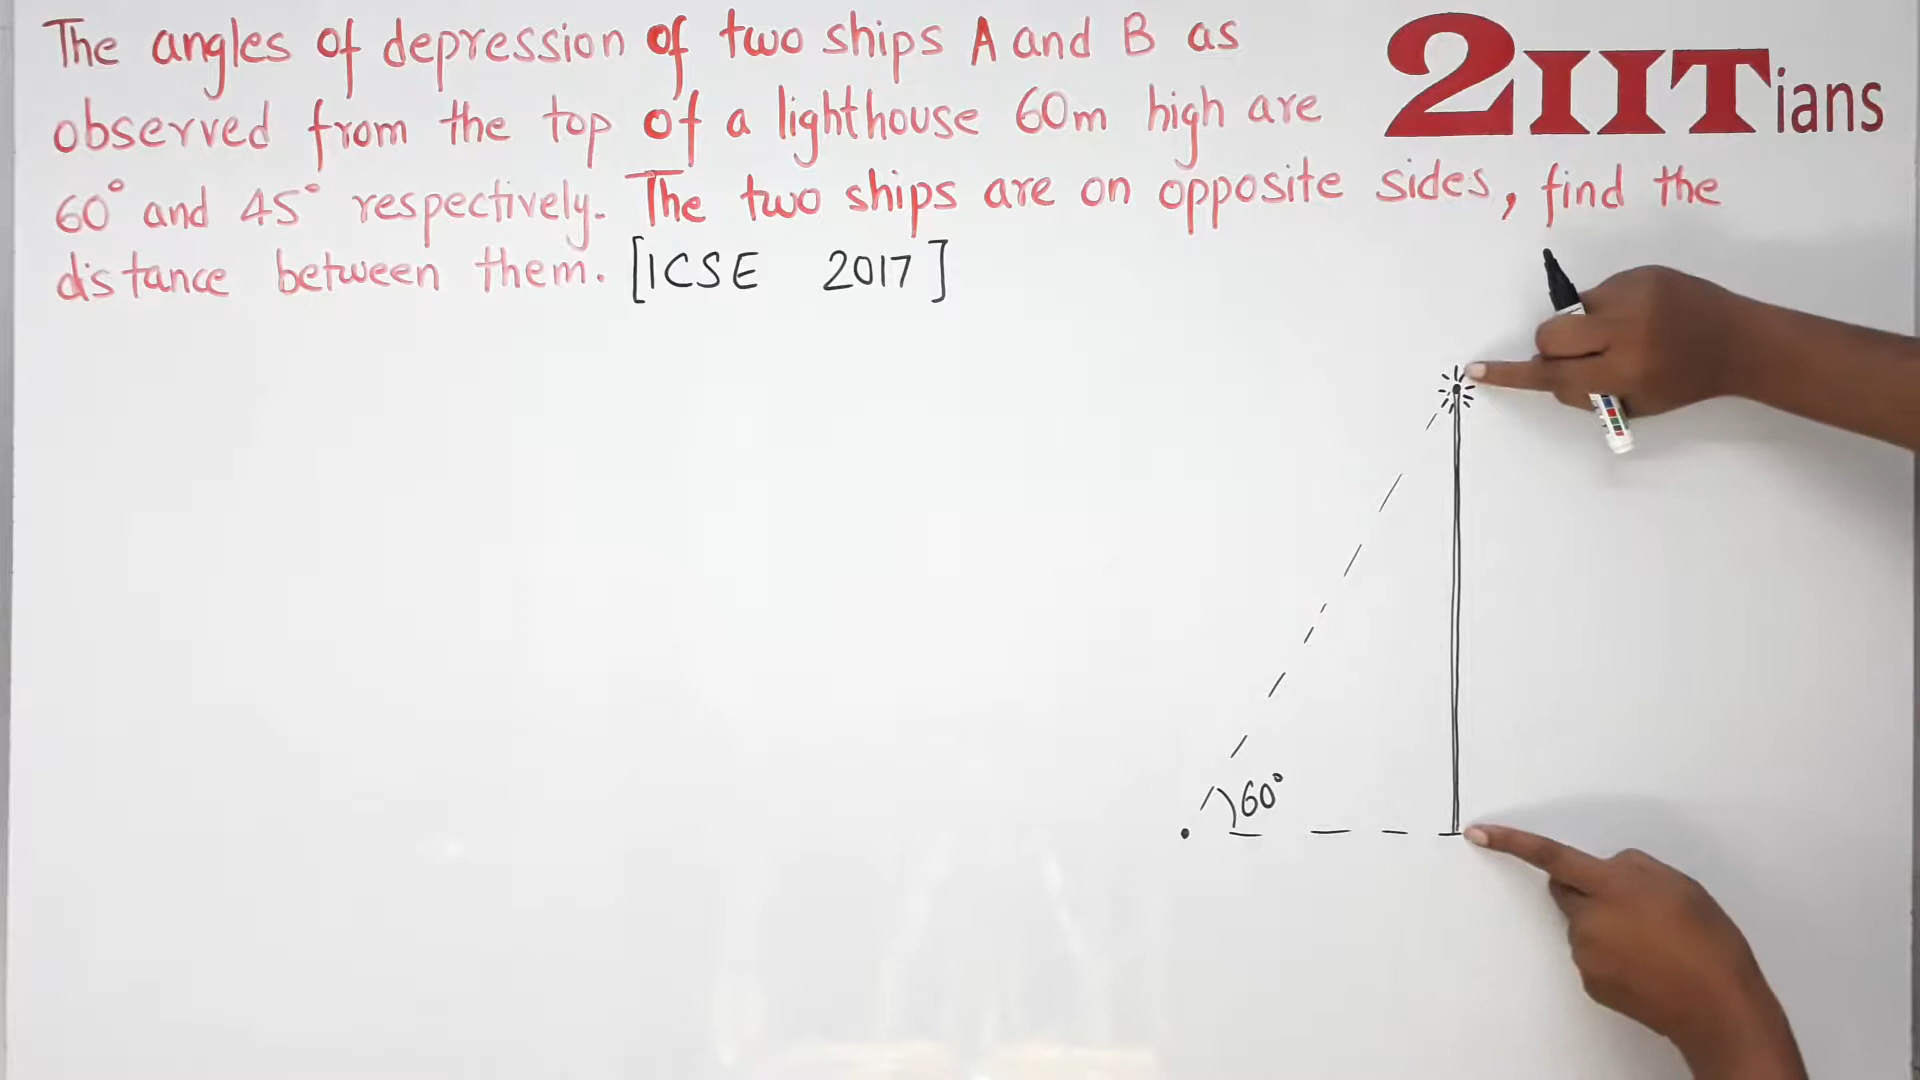 The angles of depression of two ships A and B as
observed from the top of a lighthouse 60m high are
60° and 45° respectively. The two ships are on opposite sides, find the
distance between them. [ICSE 2017]
2IITians
60°